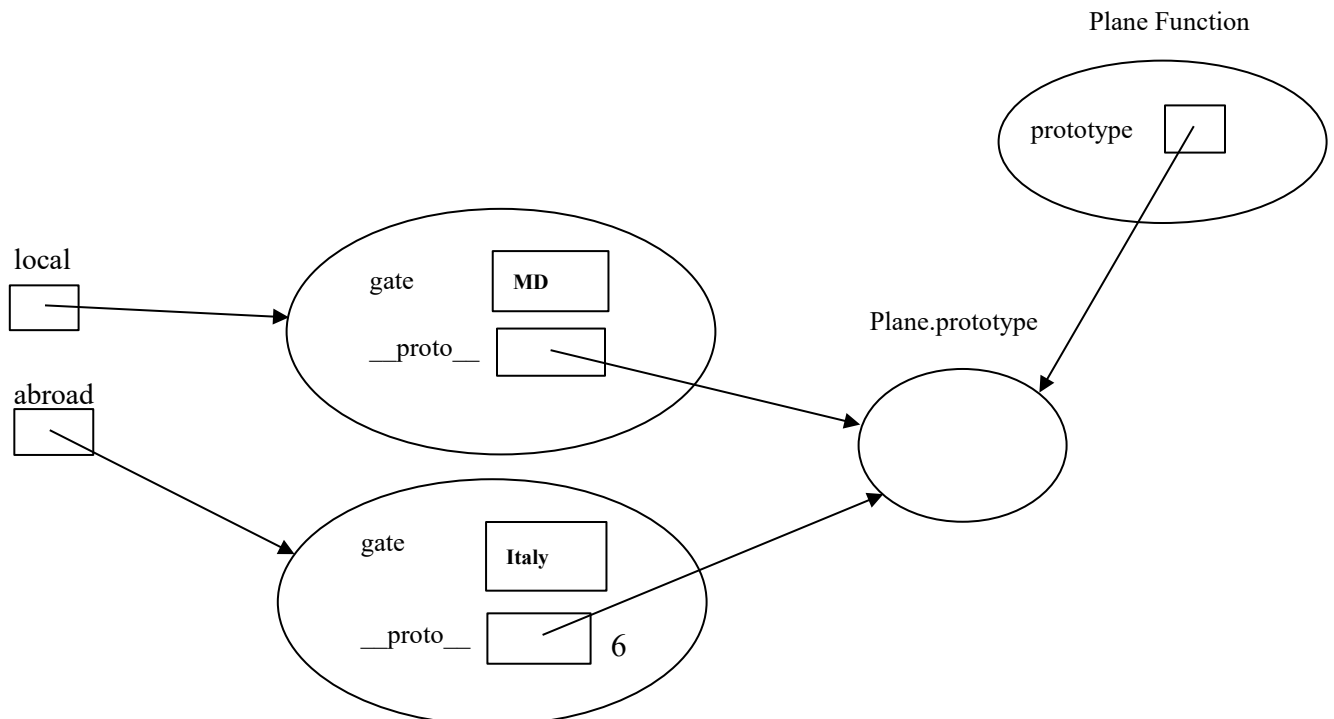 Plane Function
prototype
local
gate
MD
Plane.prototype
__proto__
abroad
gate
Italy
__proto__
6